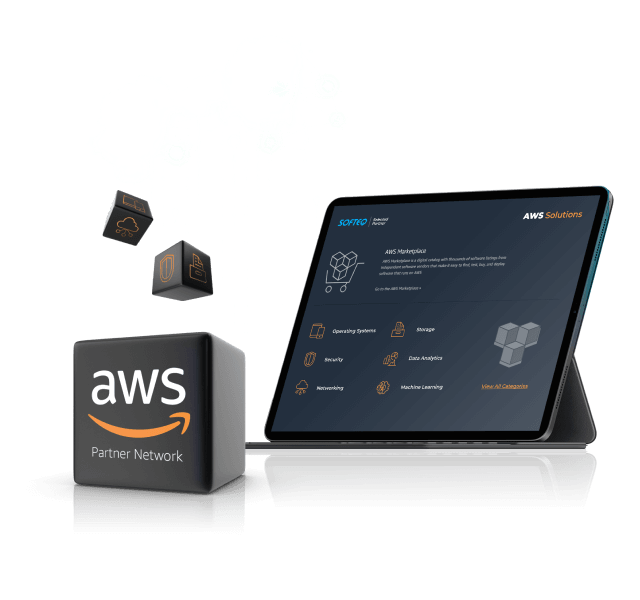 SOFTEQ
Selected
Partner
AWS Solutions
AWS Marketplace
AWS Marketplace is a digital catalog with thousands of software listings from
independent software vendors that make it easy to find, test, buy, and deploy
software that runs on AWS.
Go to the AWS Marketplace >
Operating Systems
Storage
Security
Data Analytics
Networking
Machine Learning
View All Categories
aws
Partner Network